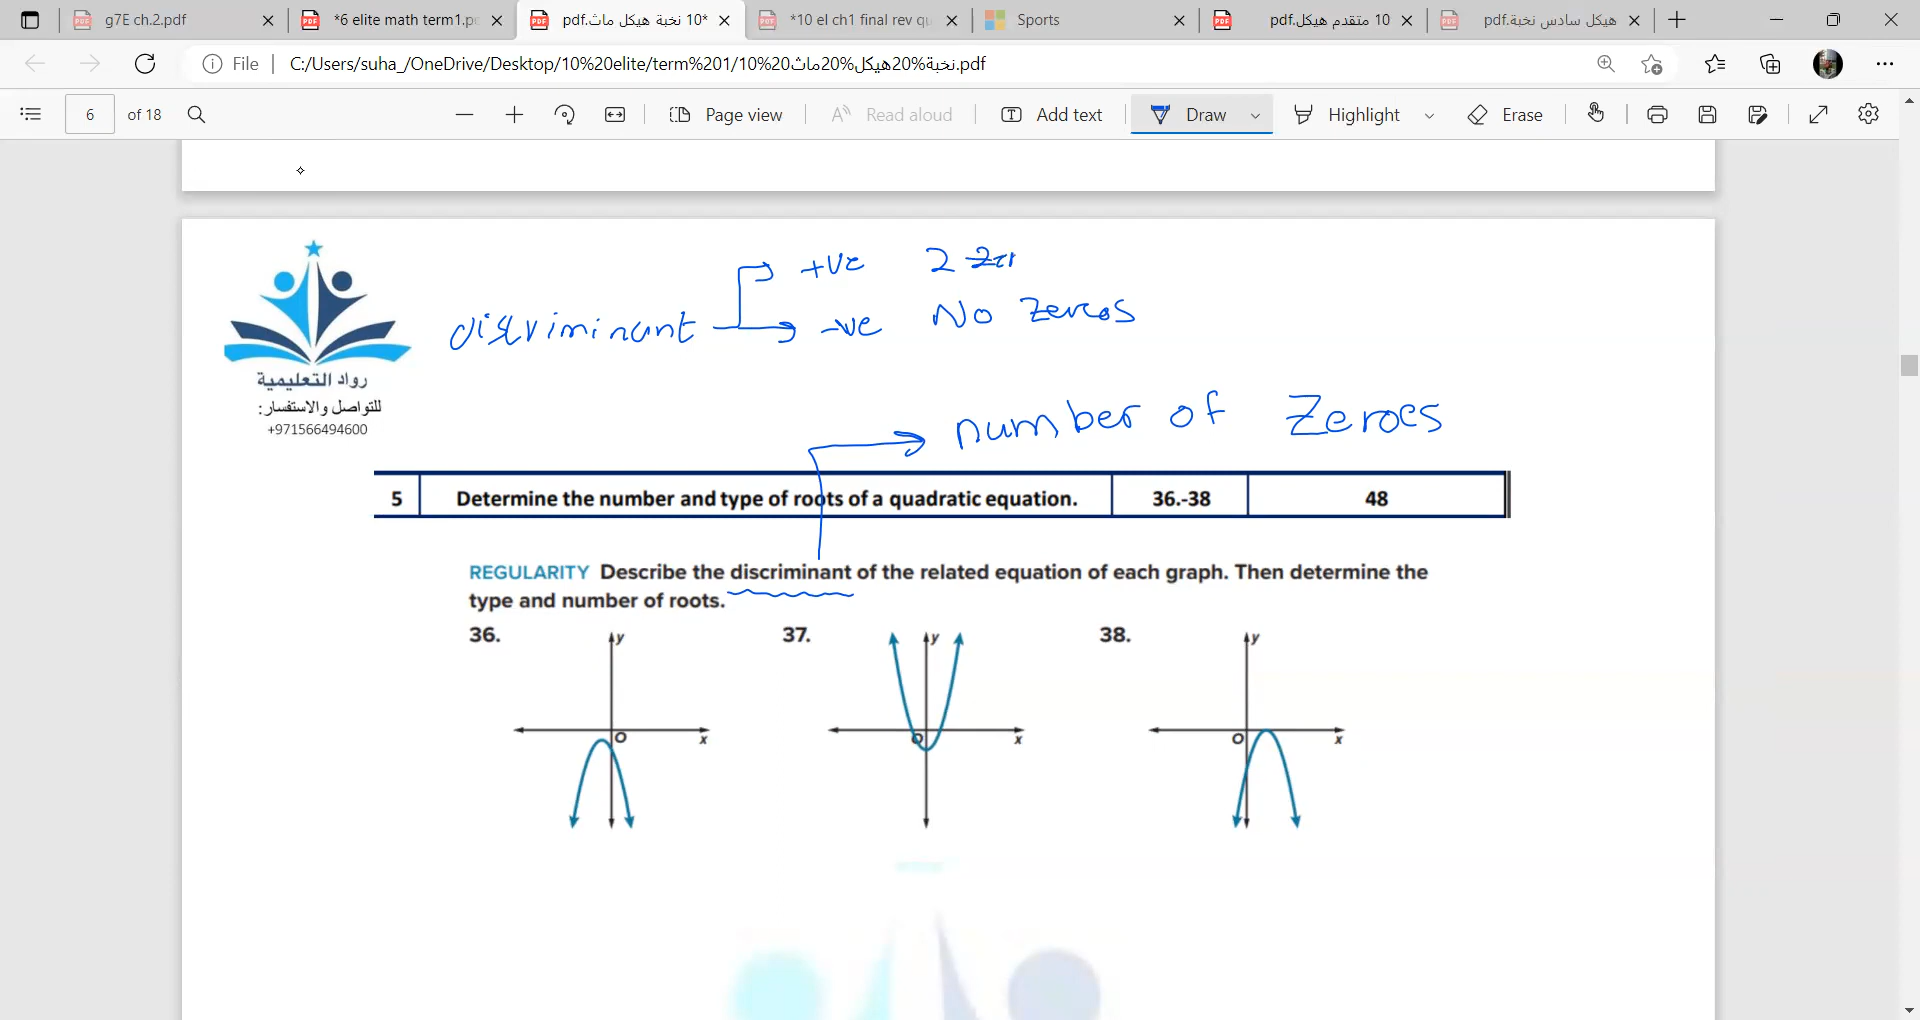 g7E ch.2.pdf
*6 elite math term1.p
10 نخبة هيكل ماث.pdf*
*10 el ch1 final rev qu
Sports
10 متقدم هيكل.pdf
هيكل سادس نخبة.pdf
File C:/Users/suha_/OneDrive/Desktop/10%20elite/term%201/10%20نخبة%20هيكل%20ماث.pdf
6 of 18 Page view Read aloud Add text Draw Highlight Erase
discriminant +ve 2
-ve No Zeroes
رواد التعليمية
للتواصل والاستفسار:
+971566494600
number of Zeroes
5 Determine the number and type of roots of a quadratic equation. 36.-38 48
REGULARITY Describe the discriminant of the related equation of each graph. Then determine the
type and number of roots.
36. y 37. y 38. y
O x O x O x